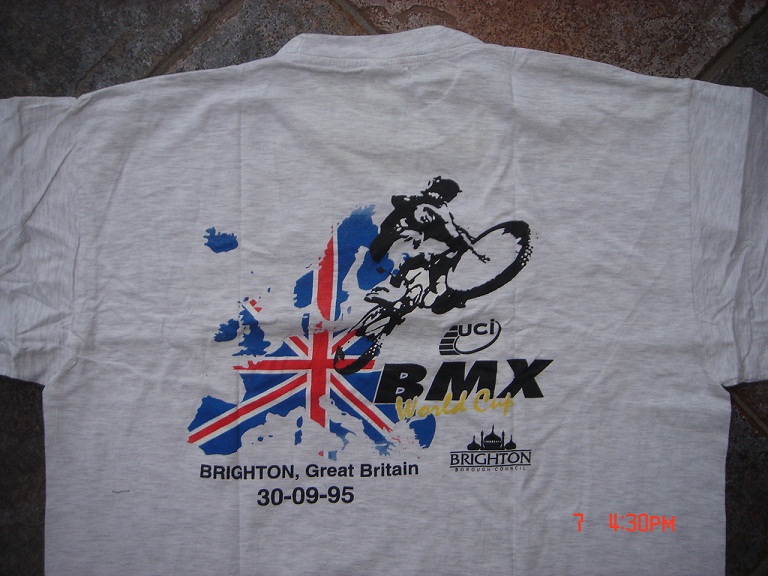 UCI
BMX
World Cup
BRIGHTON
BOROUGH COUNCIL
BRIGHTON, Great Britain
30-09-95
7 4:30PM